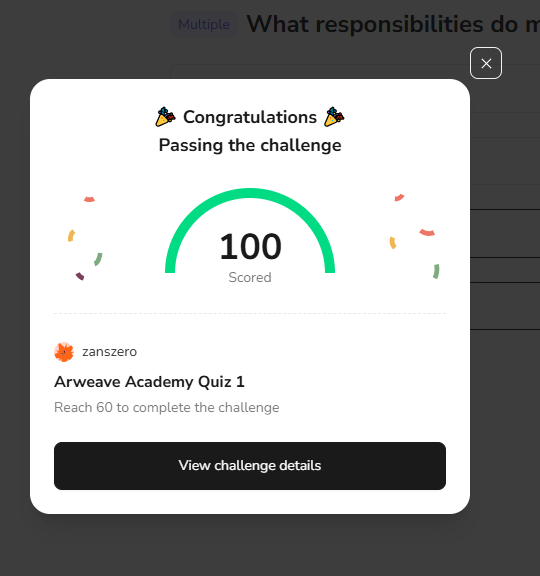 Multiple What responsibilities do m
🎉 Congratulations 🎉
Passing the challenge
100
Scored
zanszero
Arweave Academy Quiz 1
Reach 60 to complete the challenge
View challenge details